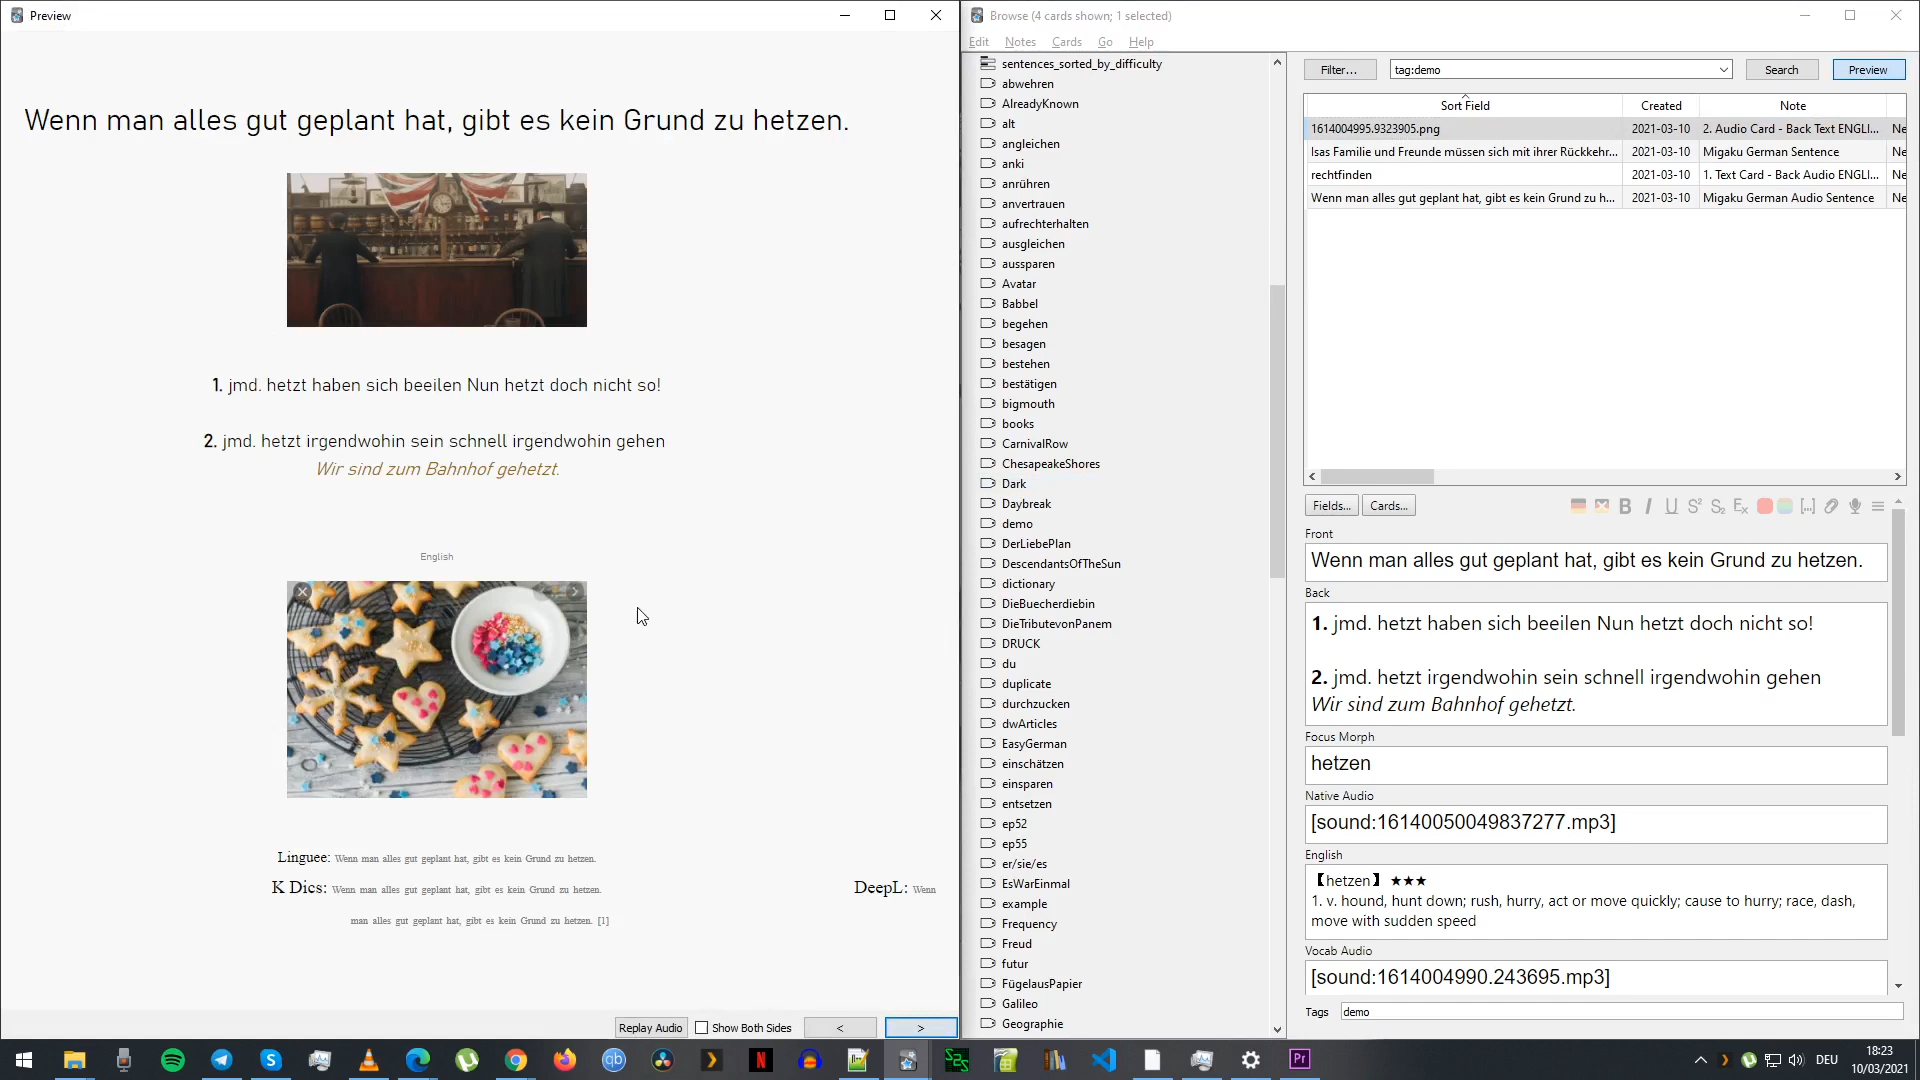 Preview
Wenn man alles gut geplant hat, gibt es kein Grund zu hetzen.
1. jmd. hetzt haben sich beeilen Nun hetzt doch nicht so!
2. jmd. hetzt irgendwohin sein schnell irgendwohin gehen
Wir sind zum Bahnhof gehetzt.
English
Linguee: Wenn man alles gut geplant hat, gibt es kein Grund zu hetzen.
K Dics: Wenn man alles gut geplant hat, gibt es kein Grund zu hetzen.
DeepL: Wenn
man alles gut geplant hat, gibt es kein Grund zu hetzen. [1]
Replay Audio
Show Both Sides
<
>
Browse (4 cards shown; 1 selected)
Edit Notes Cards Go Help
sentences_sorted_by_difficulty
abwehren
AlreadyKnown
alt
angleichen
anki
anrühren
anvertrauen
aufrechterhalten
ausgleichen
aussparen
Avatar
Babbel
begehen
besagen
bestehen
bestätigen
bigmouth
books
CarnivalRow
ChesapeakeShores
Dark
Daybreak
demo
DerLiebePlan
DescendantsOfTheSun
dictionary
DieBuecherdiebin
DieTributevonPanem
DRUCK
du
duplicate
durchzucken
dwArticles
EasyGerman
einschätzen
einsparen
entsetzen
ep52
ep55
er/sie/es
EsWarEinmal
example
Frequency
Freud
futur
FügelausPapier
Galileo
Geographie
Filter...
tag:demo
Search
Preview
Sort Field Created Note
1614004995.9323905.png 2021-03-10 2. Audio Card - Back Text ENGLI... Ne
Isas Familie und Freunde müssen sich mit ihrer Rückkehr... 2021-03-10 Migaku German Sentence Ne
rechtfinden 2021-03-10 1. Text Card - Back Audio ENGLI... Ne
Wenn man alles gut geplant hat, gibt es kein Grund zu h... 2021-03-10 Migaku German Audio Sentence Ne
Fields... Cards...
Front
Wenn man alles gut geplant hat, gibt es kein Grund zu hetzen.
Back
1. jmd. hetzt haben sich beeilen Nun hetzt doch nicht so!
2. jmd. hetzt irgendwohin sein schnell irgendwohin gehen
Wir sind zum Bahnhof gehetzt.
Focus Morph
hetzen
Native Audio
[sound:16140050049837277.mp3]
English
【hetzen】 ★★★
1. v. hound, hunt down; rush, hurry, act or move quickly; cause to hurry; race, dash,
move with sudden speed
Vocab Audio
[sound:1614004990.243695.mp3]
Tags demo
DEU
18:23
10/03/2021